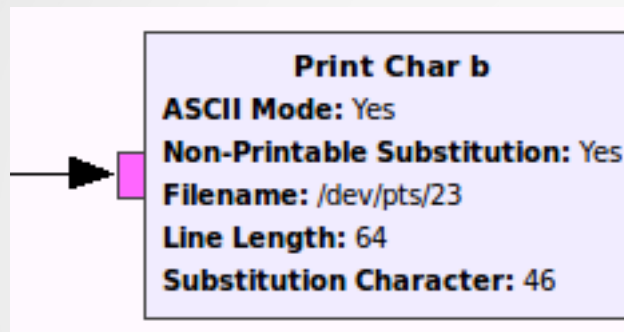 Print Char b
ASCII Mode: Yes
Non-Printable Substitution: Yes
Filename: /dev/pts/23
Line Length: 64
Substitution Character: 46